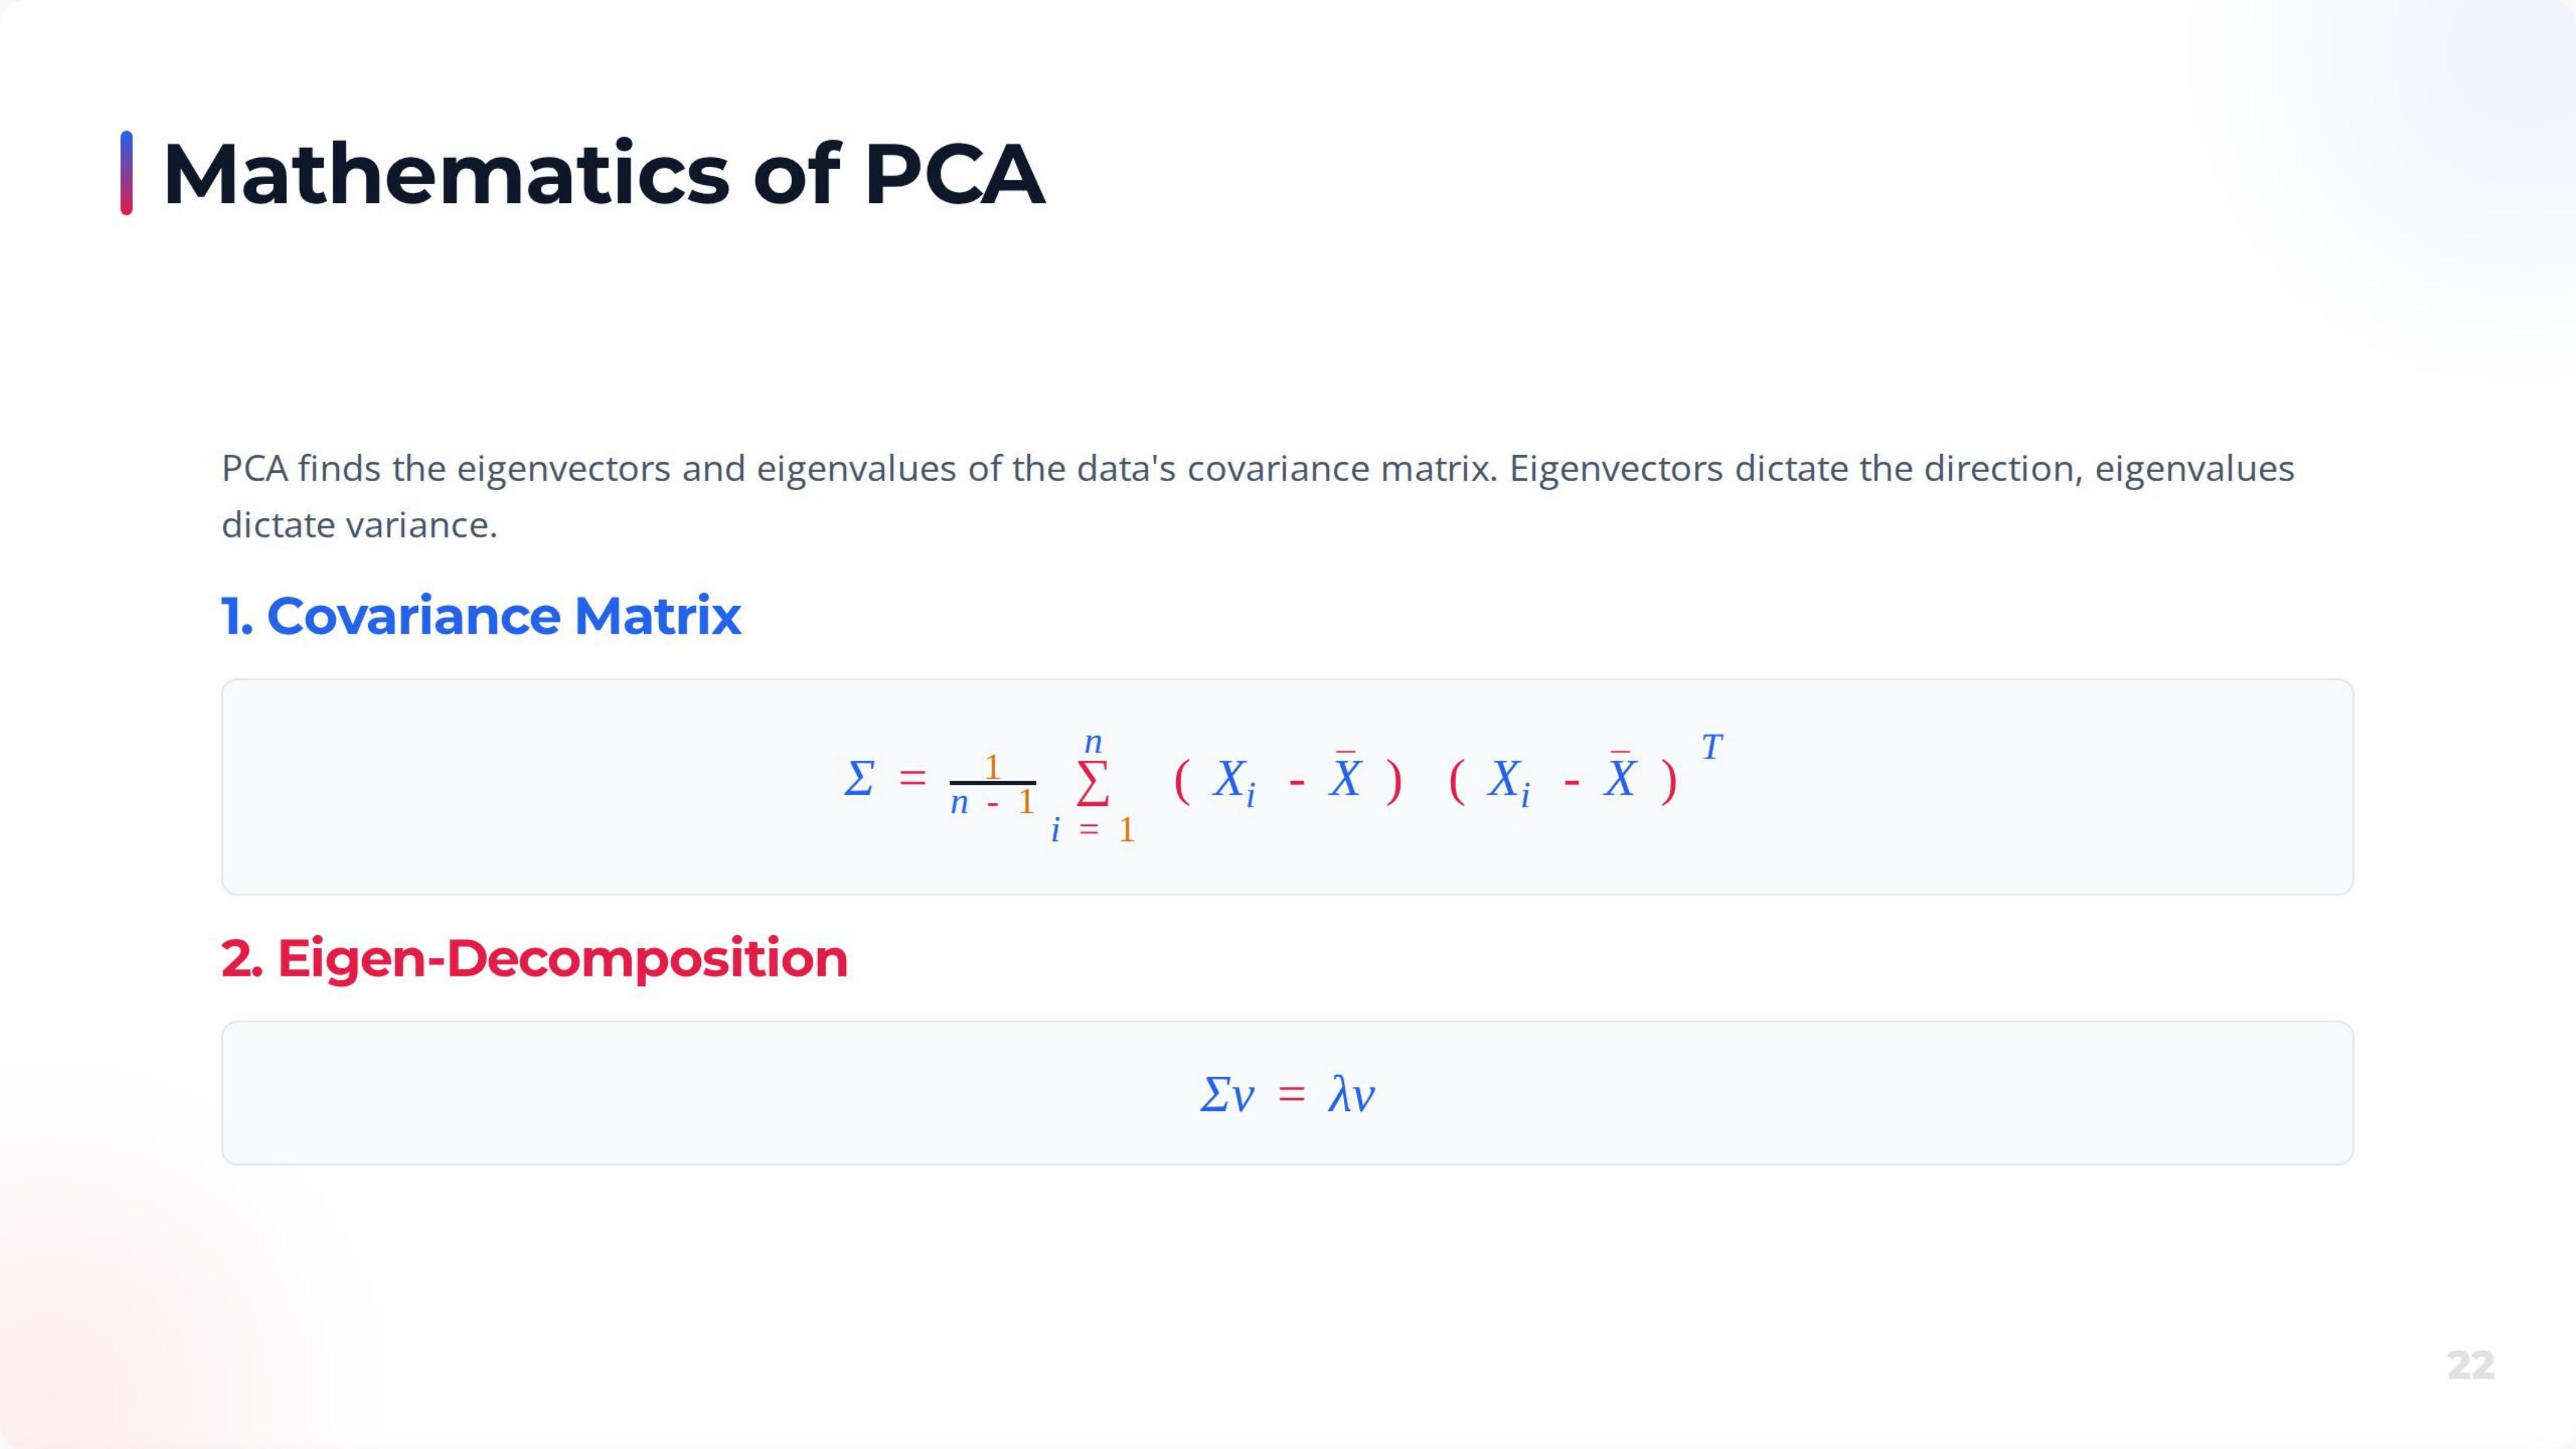 Mathematics of PCA
PCA finds the eigenvectors and eigenvalues of the data's covariance matrix. Eigenvectors dictate the direction, eigenvalues
dictate variance.
1. Covariance Matrix
Σ = 1/(n - 1) ∑_{i = 1}^{n} ( X_i - X̄ ) ( X_i - X̄ )^T
2. Eigen-Decomposition
Σv = λv
22